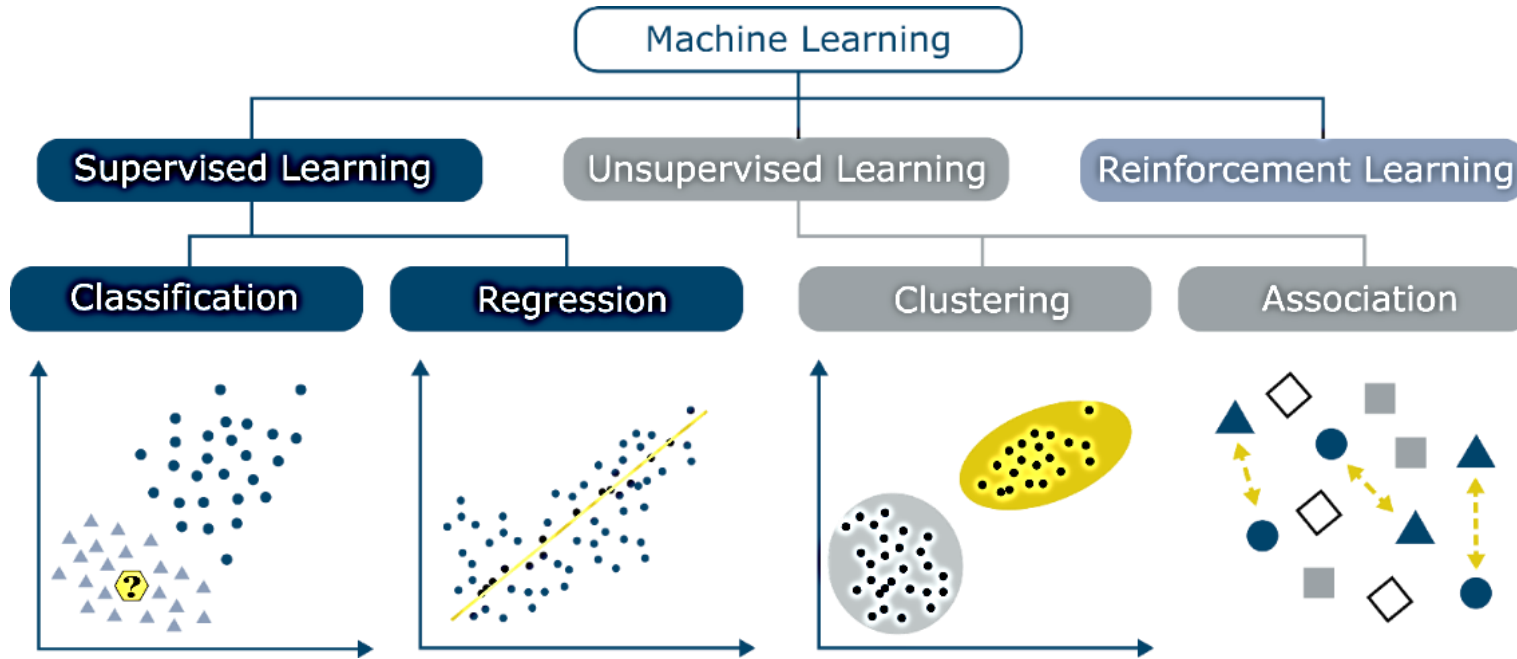 Machine Learning
Supervised Learning
Unsupervised Learning
Reinforcement Learning
Classification
Regression
Clustering
Association
?